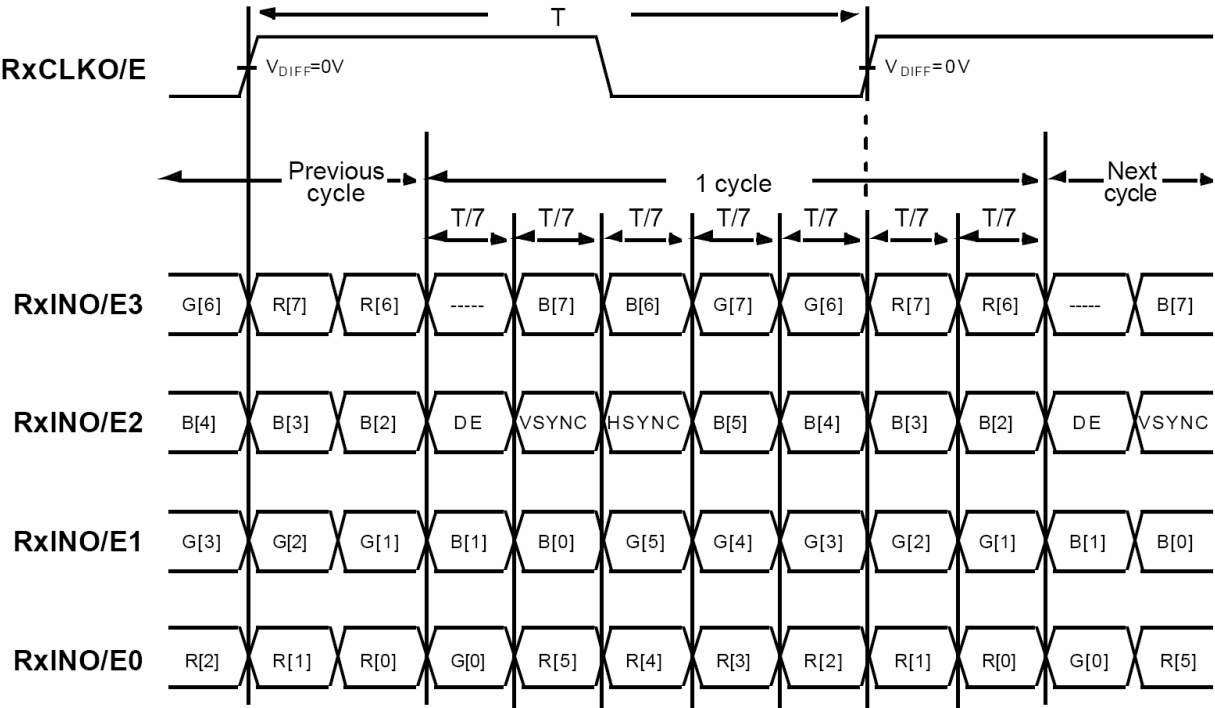 T
RxCLKO/E VDIFF=0V VDIFF=0V
Previous 1 cycle Next
cycle cycle
T/7 T/7 T/7 T/7 T/7 T/7 T/7
RxINO/E3 G[6] R[7] R[6] ----- B[7] B[6] G[7] G[6] R[7] R[6] ----- B[7]
RxINO/E2 B[4] B[3] B[2] DE VSYNC HSYNC B[5] B[4] B[3] B[2] DE VSYNC
RxINO/E1 G[3] G[2] G[1] B[1] B[0] G[5] G[4] G[3] G[2] G[1] B[1] B[0]
RxINO/E0 R[2] R[1] R[0] G[0] R[5] R[4] R[3] R[2] R[1] R[0] G[0] R[5]